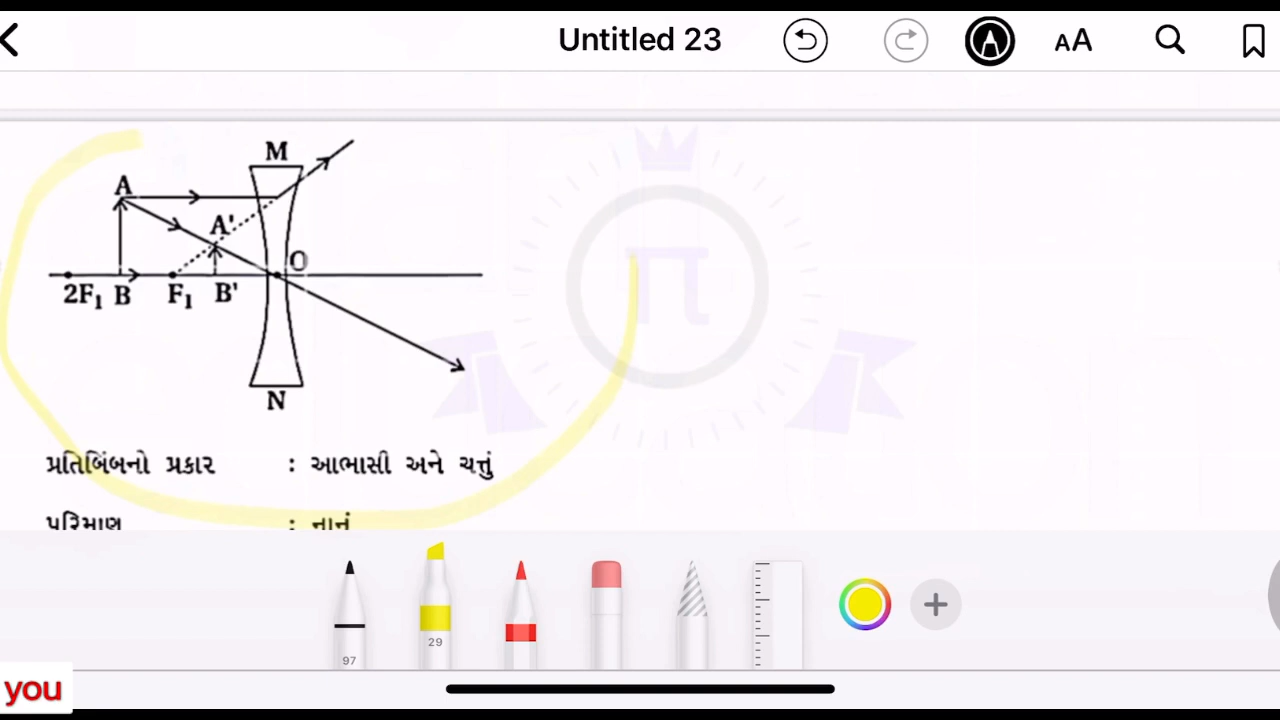 Untitled 23
AA
M
A
A'
O
2F₁ B F₁ B'
N
π
પ્રતિબિંબનો પ્રકાર : આભાસી અને ચત્તું
પરિમાણ : નાનું
97
29
you